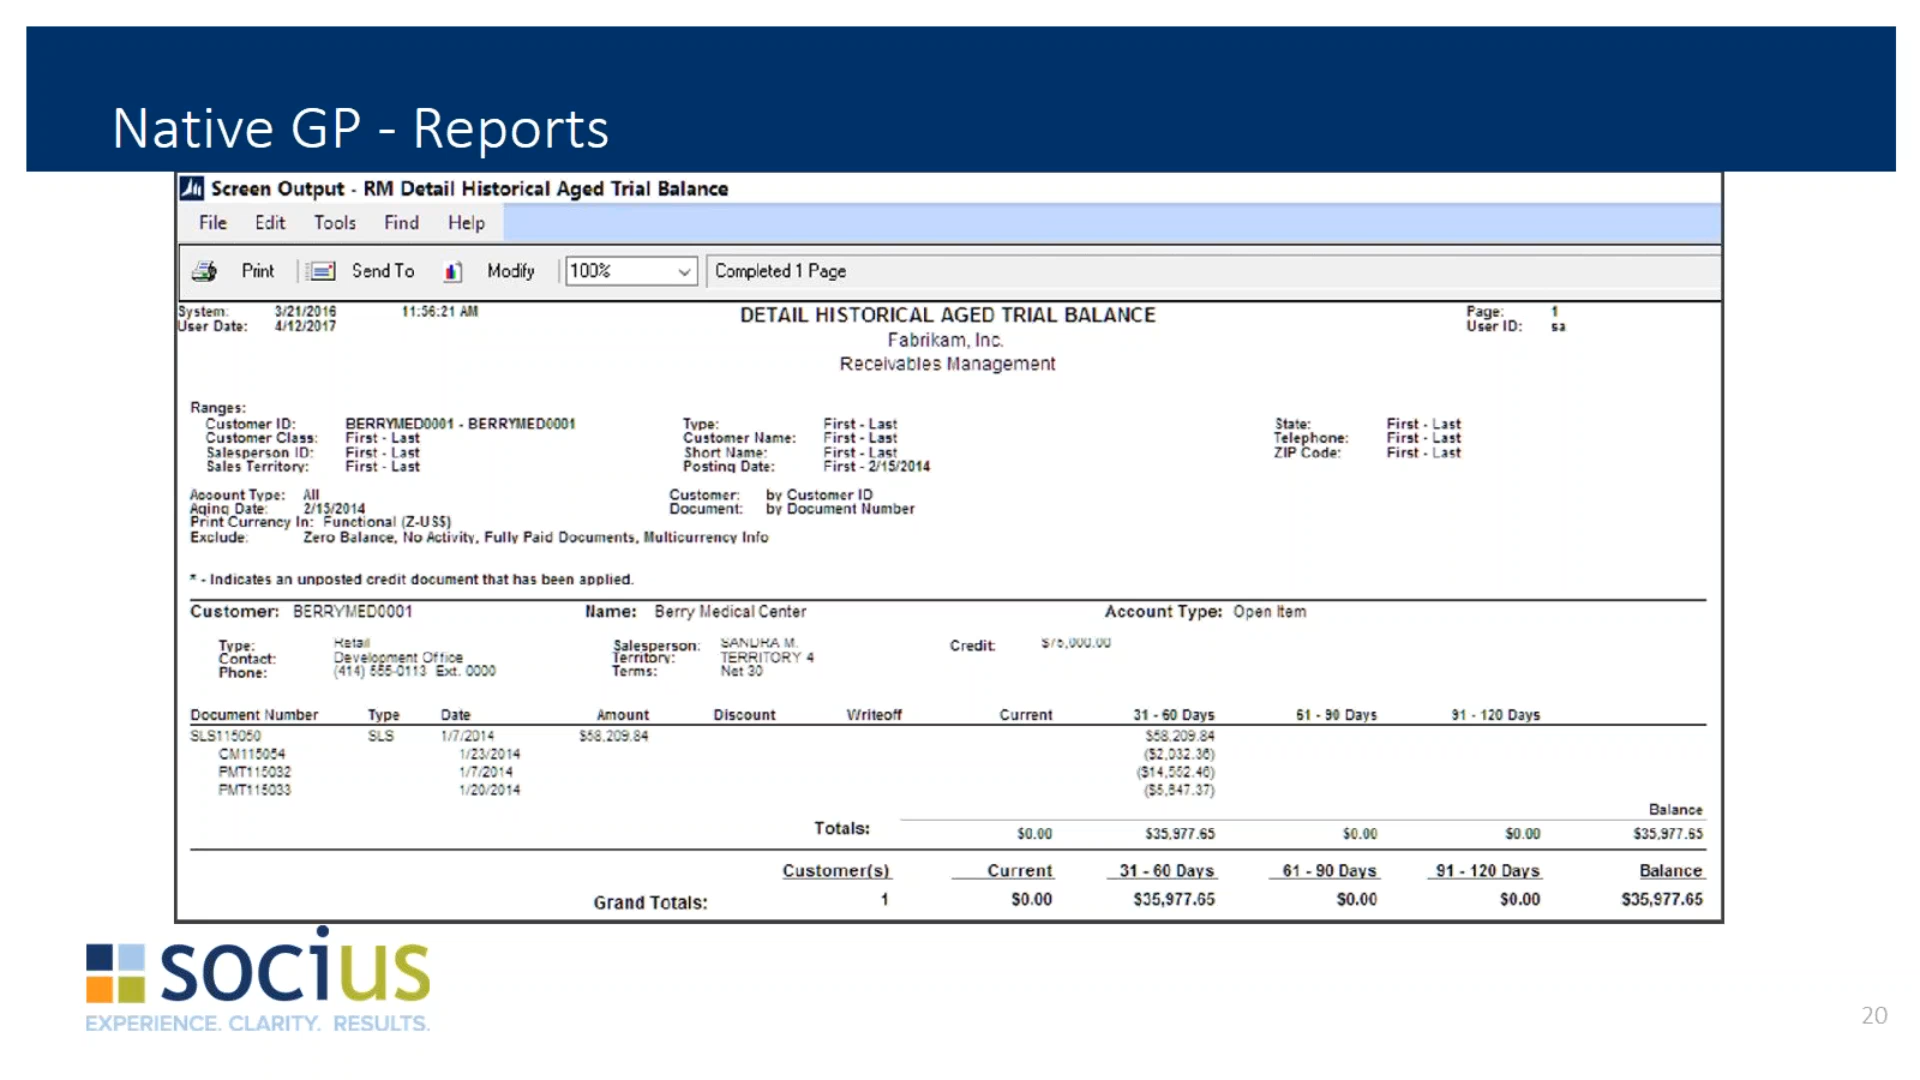 Native GP - Reports
Screen Output - RM Detail Historical Aged Trial Balance
File Edit Tools Find Help
Print Send To Modify 100% Completed 1 Page
System: 3/21/2016 11:56:21 AM DETAIL HISTORICAL AGED TRIAL BALANCE Page: 1
User Date: 4/12/2017 User ID: sa
Fabrikam, Inc.
Receivables Management
Ranges:
Customer ID: BERRYMED0001 - BERRYMED0001 Type: First - Last State: First - Last
Customer Class: First - Last Customer Name: First - Last Telephone: First - Last
Salesperson ID: First - Last Short Name: First - Last ZIP Code: First - Last
Sales Territory: First - Last Posting Date: First - 2/15/2014
Account Type: All Customer: by Customer ID
Aging Date: 2/15/2014 Document: by Document Number
Print Currency In: Functional (Z-US$)
Exclude: Zero Balance, No Activity, Fully Paid Documents, Multicurrency Info
* - Indicates an unposted credit document that has been applied.
Customer: BERRYMED0001 Name: Berry Medical Center Account Type: Open Item
Type: Retail Salesperson: SANDRA M. Credit: $75,000.00
Contact: Development Office Territory: TERRITORY 4
Phone: (414) 555-0113 Ext. 0000 Terms: Net 30
Document Number Type Date Amount Discount Writeoff Current 31 - 60 Days 61 - 90 Days 91 - 120 Days
SLS115050 SLS 1/7/2014 $58,209.84 $58,209.84
CM115054 1/23/2014 ($2,032.36)
PMT115032 1/7/2014 ($14,552.46)
PMT115033 1/20/2014 ($5,647.37)
Balance
Totals: $0.00 $35,977.65 $0.00 $0.00 $35,977.65
Customer(s) Current 31 - 60 Days 61 - 90 Days 91 - 120 Days Balance
Grand Totals: 1 $0.00 $35,977.65 $0.00 $0.00 $35,977.65
socius
EXPERIENCE. CLARITY. RESULTS.
20